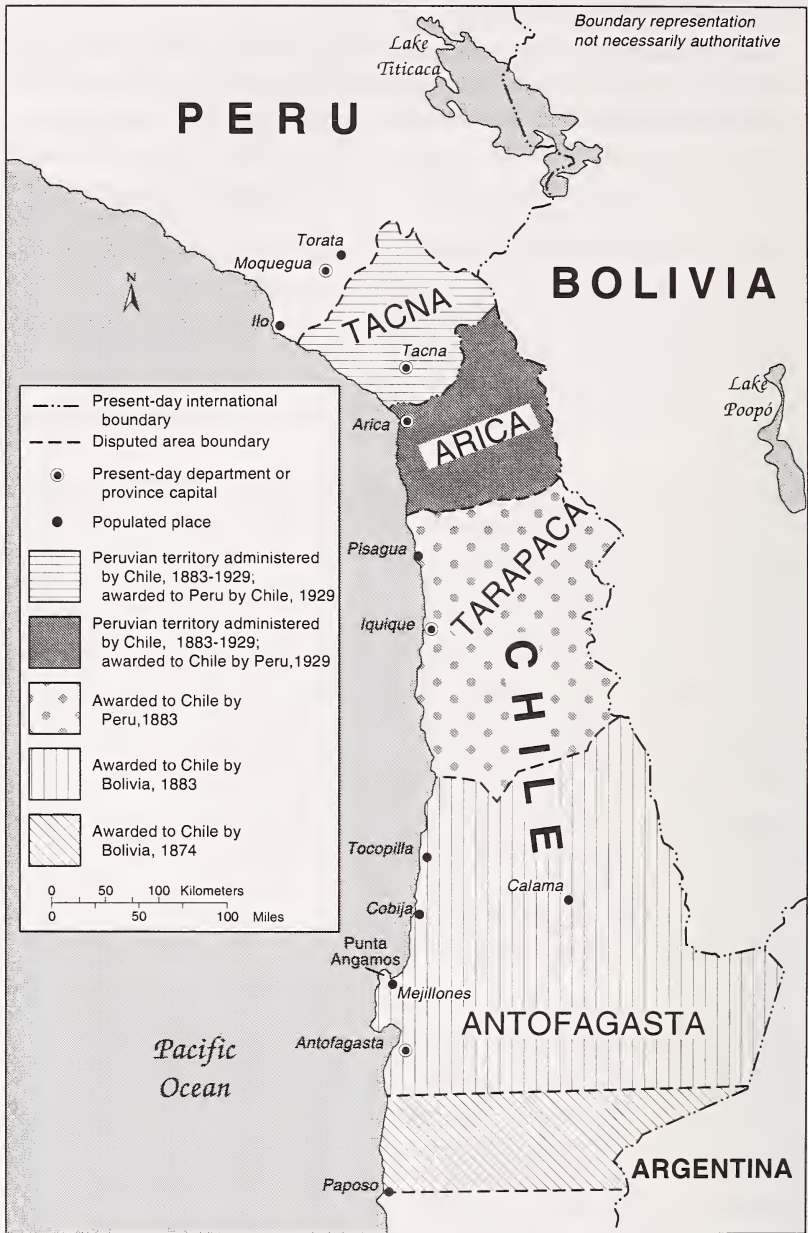 Boundary representation
not necessarily authoritative
Lake
Titicaca
PERU
Torata
Moquegua
BOLIVIA
N
TACNA
Ilo
Tacna
Lake
Poopó
Arica
ARICA
Present-day international
boundary
Disputed area boundary
Present-day department or
province capital
Populated place
Peruvian territory administered
by Chile, 1883-1929;
awarded to Peru by Chile, 1929
Peruvian territory administered
by Chile, 1883-1929;
awarded to Chile by Peru,1929
Awarded to Chile by
Peru,1883
Awarded to Chile by
Bolivia, 1883
Awarded to Chile by
Bolivia, 1874
0 50 100 Kilometers
0 50 100 Miles
Pisagua
TARAPACÁ
Iquique
CHILE
Tocopilla
Calama
Cobija
Punta
Angamos
Mejillones
ANTOFAGASTA
Antofagasta
Pacific
Ocean
ARGENTINA
Paposo